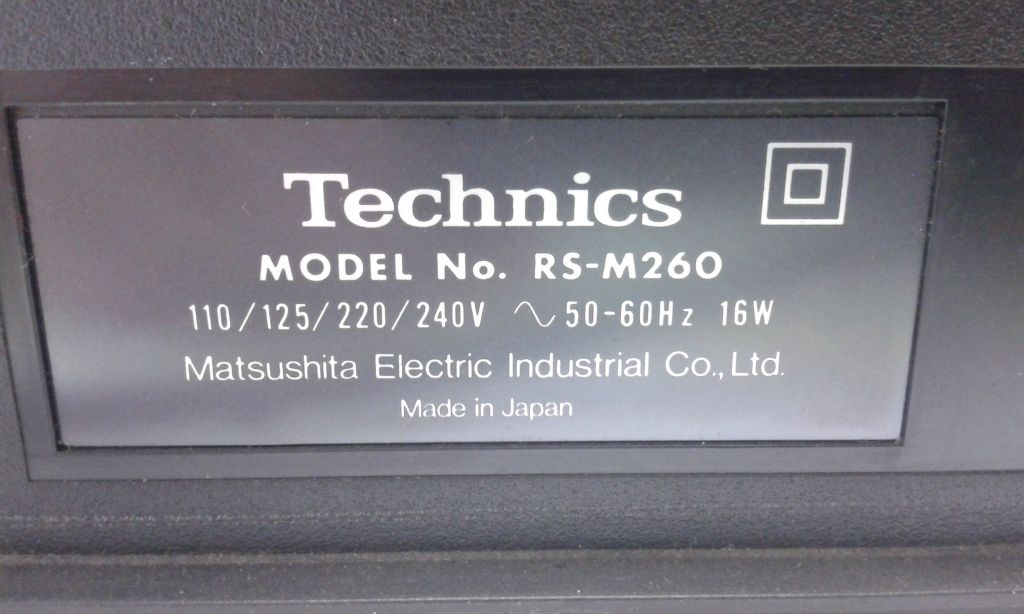 Technics
MODEL No. RS-M260
110/125/220/240V ∿ 50-60Hz 16W
Matsushita Electric Industrial Co., Ltd.
Made in Japan